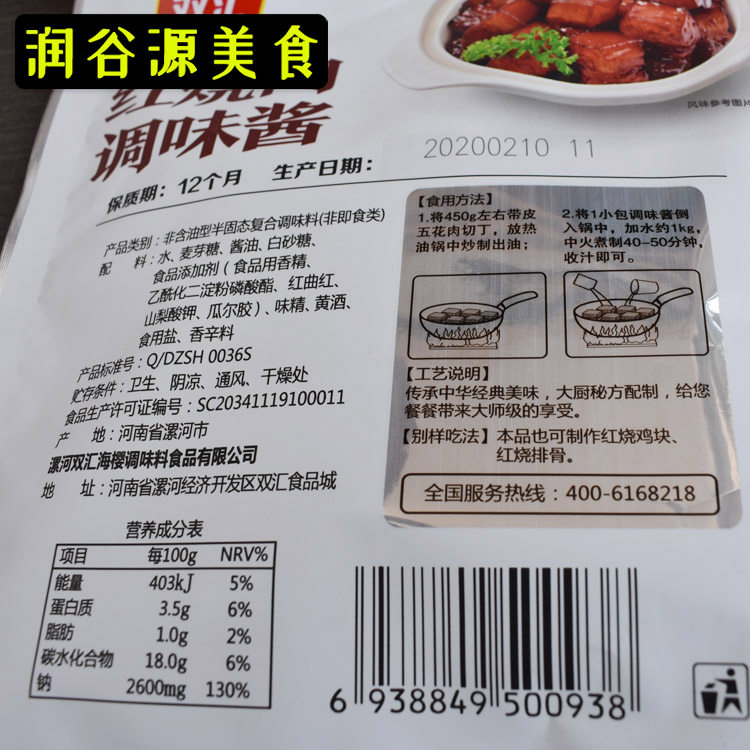 双汇
润谷源美食
红烧肉
调味酱
风味参考图片
保质期：12个月 生产日期：
20200210 11
产品类别：非含油型半固态复合调味料(非即食类)
配 料：水、麦芽糖、酱油、白砂糖、
食品添加剂（食品用香精、
乙酰化二淀粉磷酸酯、红曲红、
山梨酸钾、瓜尔胶）、味精、黄酒、
食用盐、香辛料
产品标准号：Q/DZSH 0036S
贮存条件：卫生、阴凉、通风、干燥处
食品生产许可证编号：SC20341119100011
产 地：河南省漯河市
漯河双汇海樱调味料食品有限公司
地 址：河南省漯河经济开发区双汇食品城
【食用方法】
1.将450g左右带皮
五花肉切丁，放热
油锅中炒制出油；
2.将1小包调味酱倒
入锅中，加水约1kg,
中火煮制40-50分钟,
收汁即可。
【工艺说明】
传承中华经典美味，大厨秘方配制，给您
餐餐带来大师级的享受。
【别样吃法】本品也可制作红烧鸡块、
红烧排骨。
全国服务热线：400-6168218
营养成分表
项目 每100g NRV%
能量 403kJ 5%
蛋白质 3.5g 6%
脂肪 1.0g 2%
碳水化合物 18.0g 6%
钠 2600mg 130%
6 938849 500938